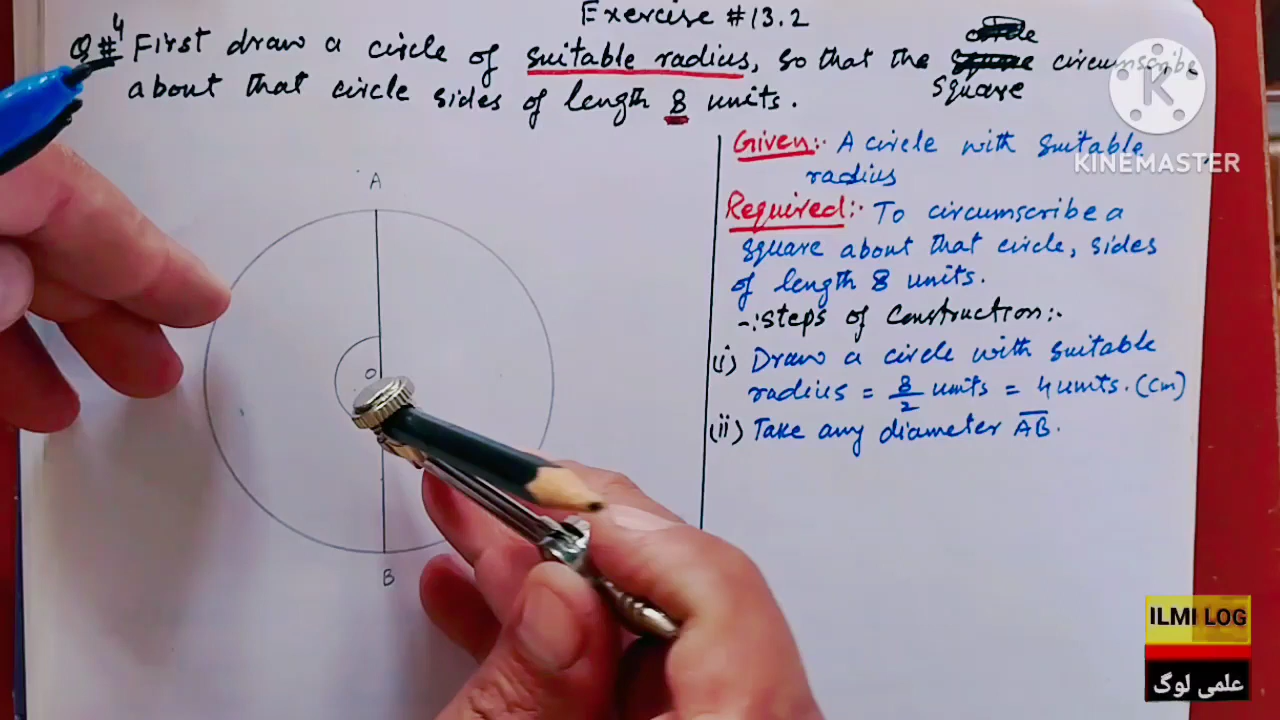 Exercise #13.2
Q#4 First draw a circle of suitable radius, so that the square circumscribe
about that circle sides of length 8 units.
KINEMASTER
Given:- A circle with suitable
radius
Required:- To circumscribe a
square about that circle, sides
of length 8 units.
-:Steps of Construction:-
(i) Draw a circle with suitable
radius = 8/2 units = 4 units. (cm)
(ii) Take any diameter AB.
A
O
B
ILMI LOG
علمی لوگ